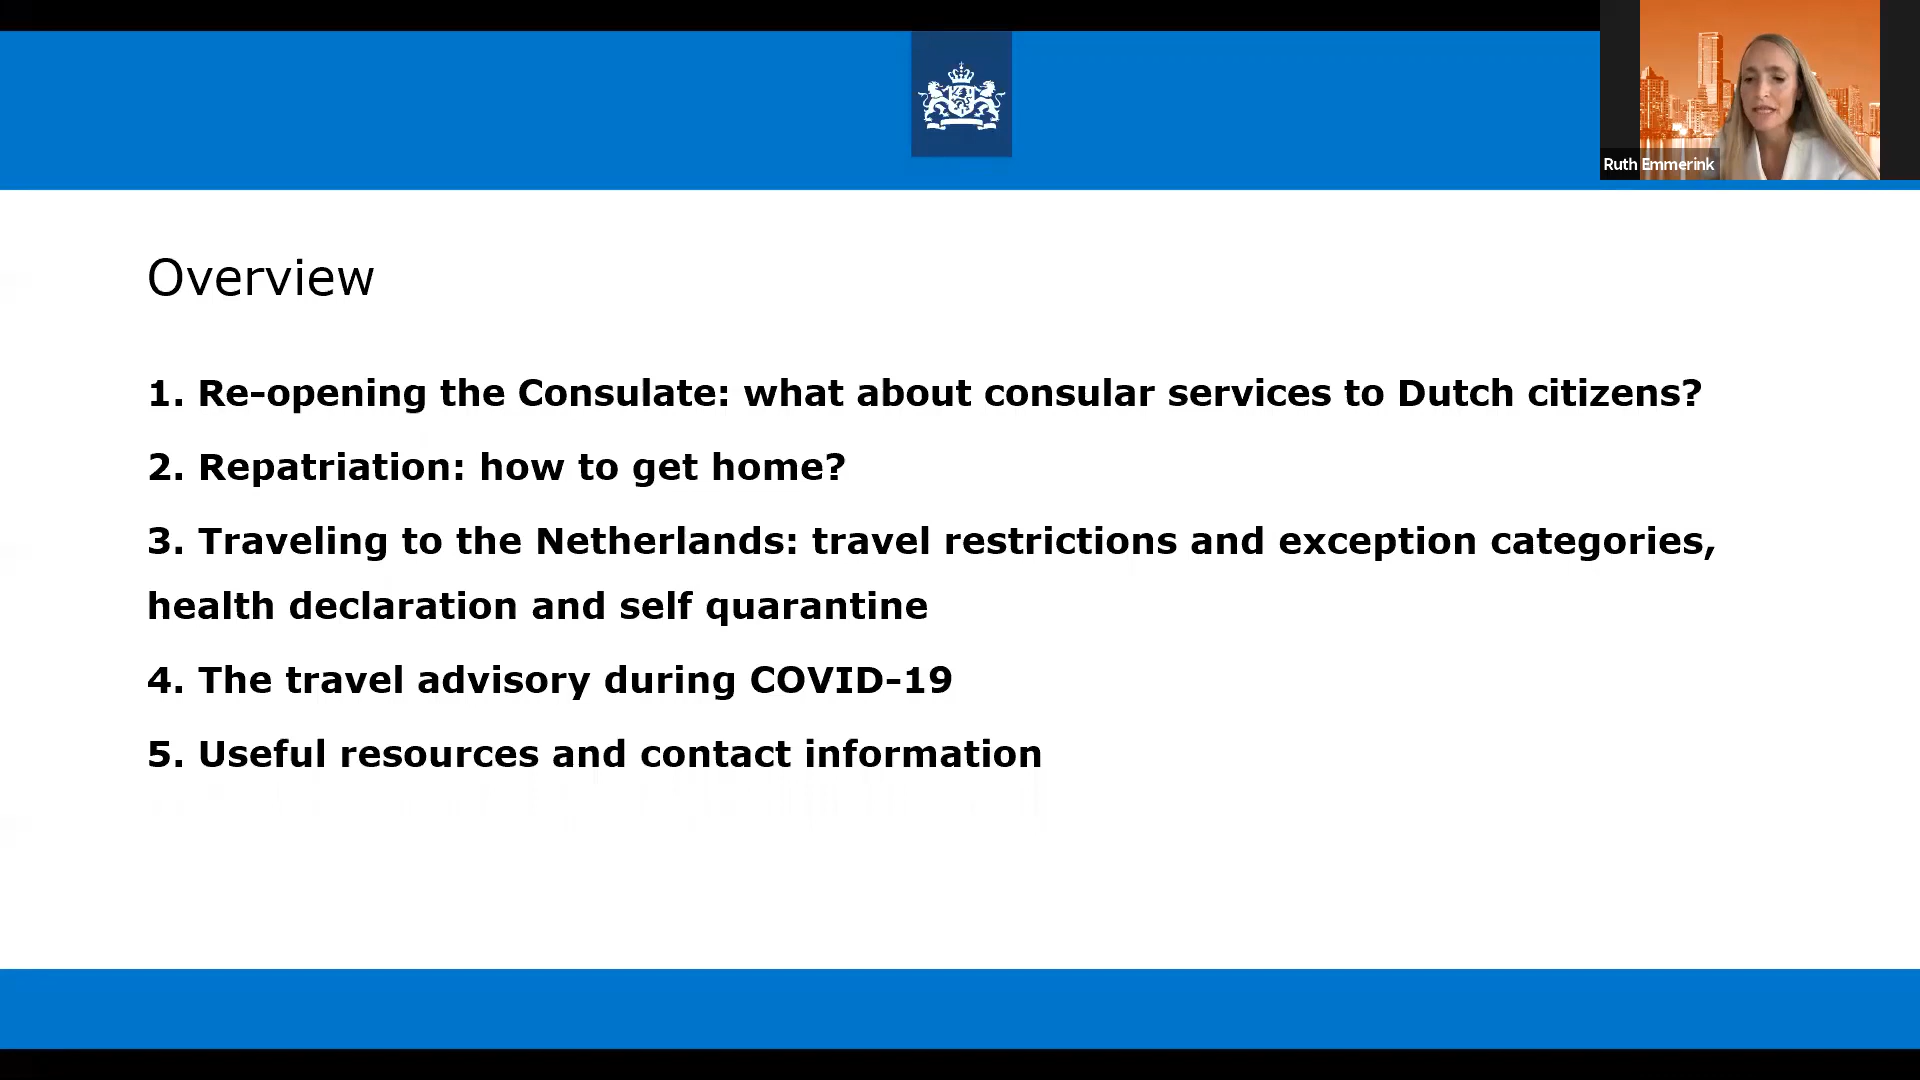 Ruth Emmerink
Overview
1. Re-opening the Consulate: what about consular services to Dutch citizens?
2. Repatriation: how to get home?
3. Traveling to the Netherlands: travel restrictions and exception categories,
health declaration and self quarantine
4. The travel advisory during COVID-19
5. Useful resources and contact information